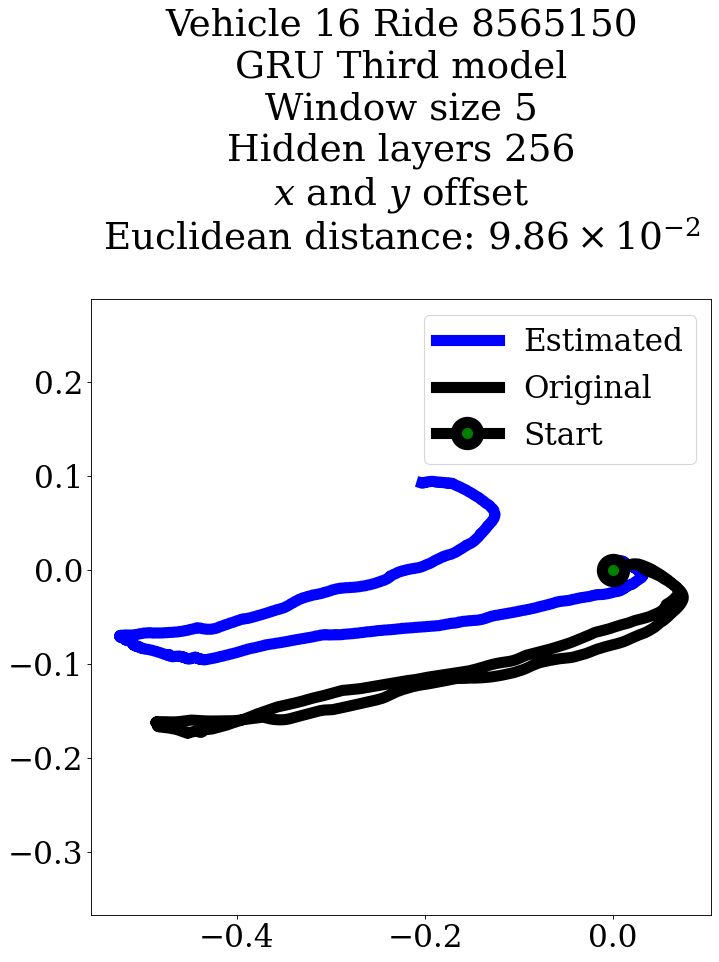 Vehicle 16 Ride 8565150
GRU Third model
Window size 5
Hidden layers 256
x and y offset
Euclidean distance: 9.86 × 10⁻²
Estimated
Original
Start
0.2
0.1
0.0
−0.1
−0.2
−0.3
−0.4
−0.2
0.0